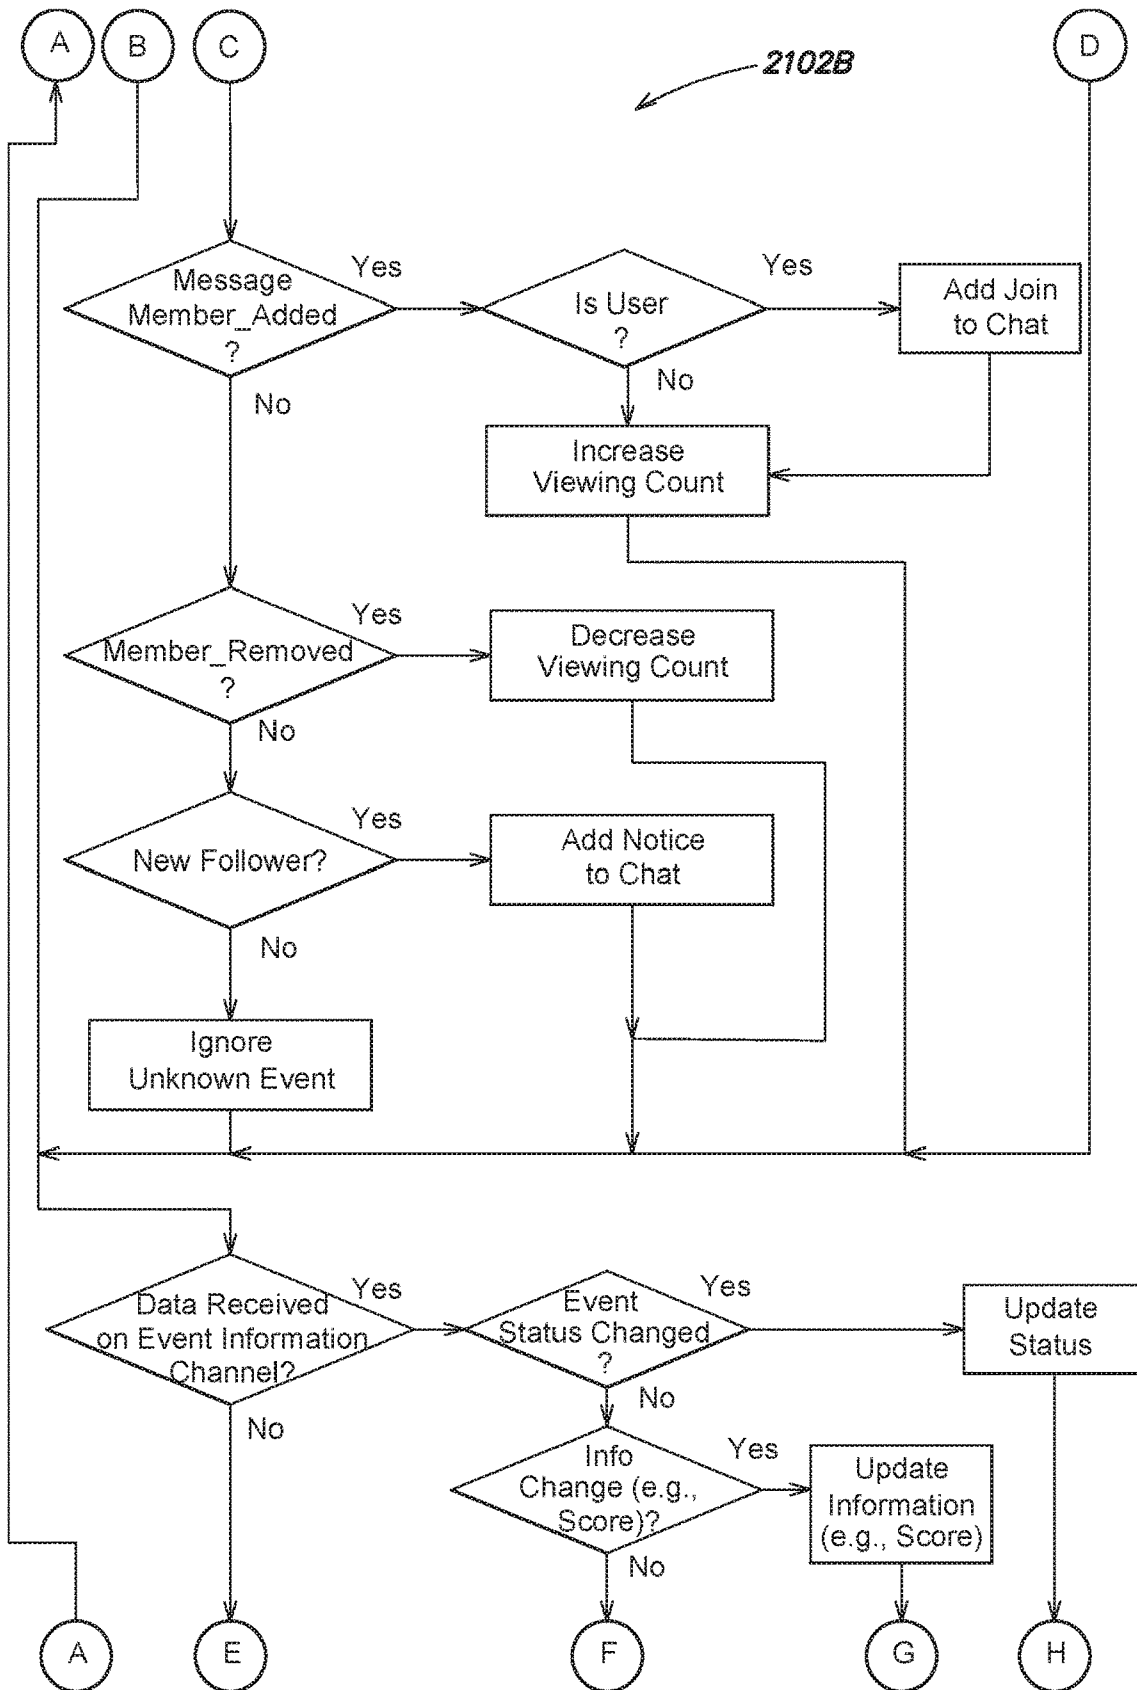 A B C D
2102B
Message
Member_Added
?
Yes
Is User
?
Yes
Add Join
to Chat
No
No
Increase
Viewing Count
Member_Removed
?
Yes
Decrease
Viewing Count
No
New Follower?
Yes
Add Notice
to Chat
No
Ignore
Unknown Event
Data Received
on Event Information
Channel?
Yes
Event
Status Changed
?
Yes
Update
Status
No
No
Info
Change (e.g.,
Score)?
Yes
Update
Information
(e.g., Score)
No
A E F G H